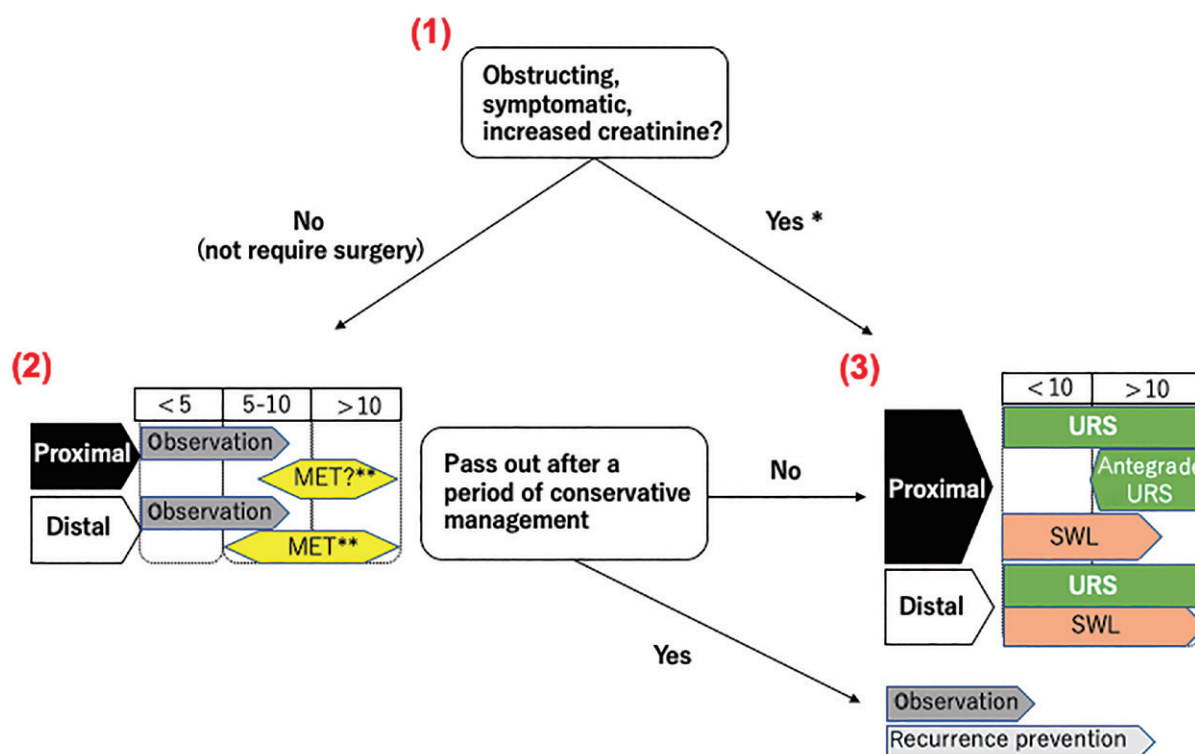 (1)
Obstructing,
symptomatic,
increased creatinine?
No
(not require surgery)
Yes *
(2)
<5 5-10 >10
Proximal
Observation
MET?**
Distal
Observation
MET**
Pass out after a
period of conservative
management
No
Yes
(3)
<10 >10
Proximal
URS
Antegrade
URS
SWL
Distal
URS
SWL
Observation
Recurrence prevention